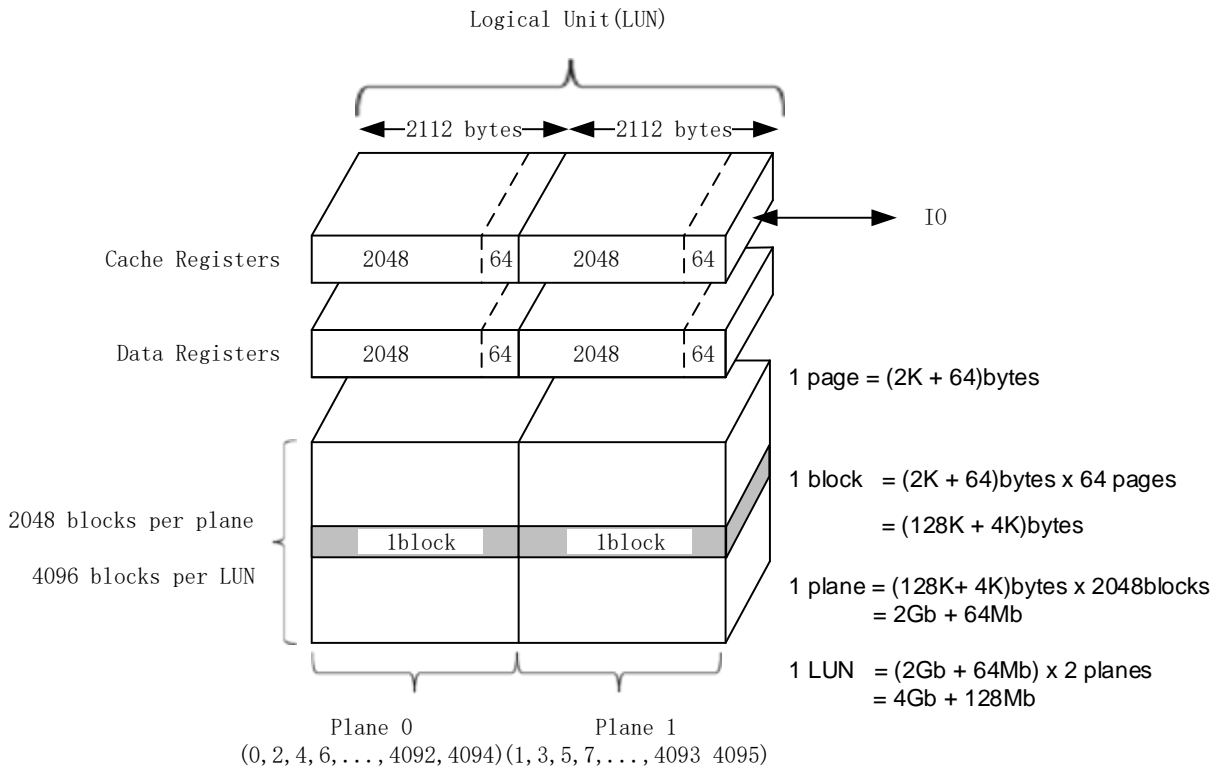 Logical Unit(LUN)
2112 bytes
2112 bytes
IO
Cache Registers
2048
64
2048
64
Data Registers
2048
64
2048
64
1 page = (2K + 64)bytes
1 block = (2K + 64)bytes x 64 pages
= (128K + 4K)bytes
2048 blocks per plane
4096 blocks per LUN
1block
1block
1 plane = (128K+ 4K)bytes x 2048blocks
= 2Gb + 64Mb
1 LUN = (2Gb + 64Mb) x 2 planes
= 4Gb + 128Mb
Plane 0
(0,2,4,6,...,4092,4094)
Plane 1
(1,3,5,7,...,4093 4095)